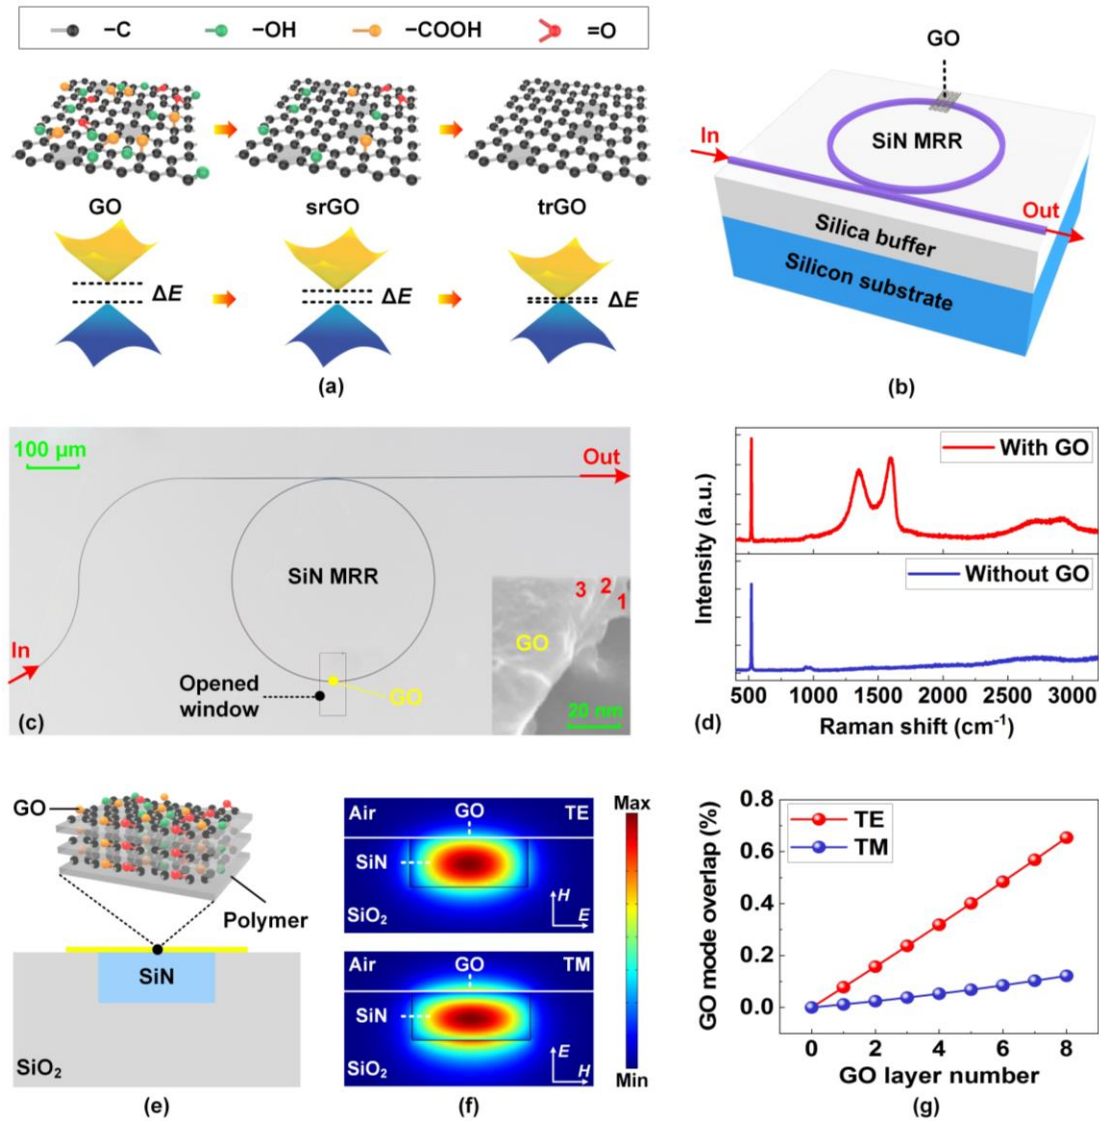 −C −OH −COOH =O
GO srGO trGO
ΔE ΔE ΔE
(a)
GO
SiN MRR
In
Out
Silica buffer
Silicon substrate
(b)
100 μm
Out
SiN MRR
In
Opened
window
GO
GO
3 2 1
20 nm
(c)
With GO
Without GO
Intensity (a.u.)
500 1000 1500 2000 2500 3000
Raman shift (cm⁻¹)
(d)
GO
Polymer
SiN
SiO₂
(e)
Air GO TE
SiN
SiO₂
H
E
Air GO TM
SiN
SiO₂
E
H
Max
Min
(f)
TE
TM
GO mode overlap (%)
0.8
0.6
0.4
0.2
0.0
0 2 4 6 8
GO layer number
(g)